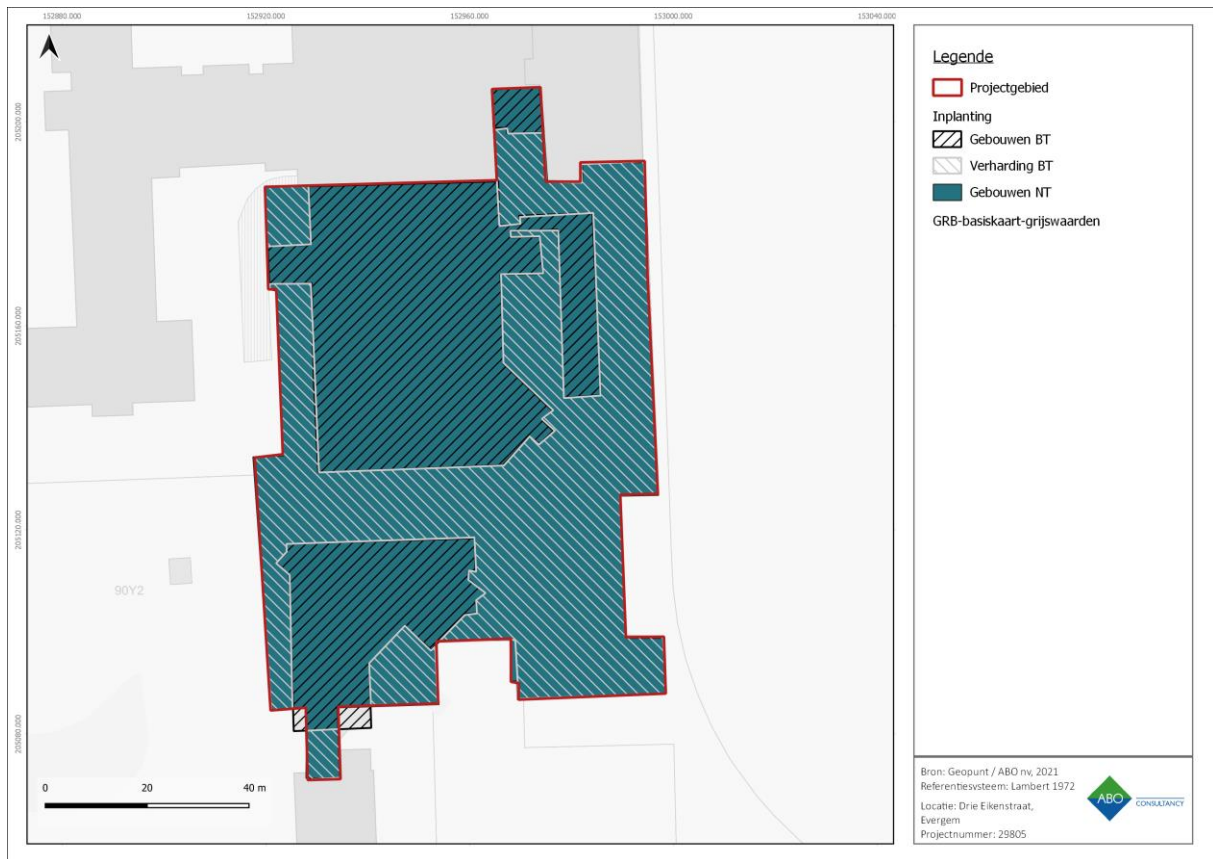 152880.000
152920.000
152960.000
153000.000
153040.000
205200.000
205160.000
205120.000
205080.000
90Y2
0
20
40 m
Legende
Projectgebied
Inplanting
Gebouwen BT
Verharding BT
Gebouwen NT
GRB-basiskaart-grijswaarden
Bron: Geopunt / ABO nv, 2021
Referentiesysteem: Lambert 1972
Locatie: Drie Eikenstraat,
Evergem
Projectnummer: 29805
ABO
CONSULTANCY